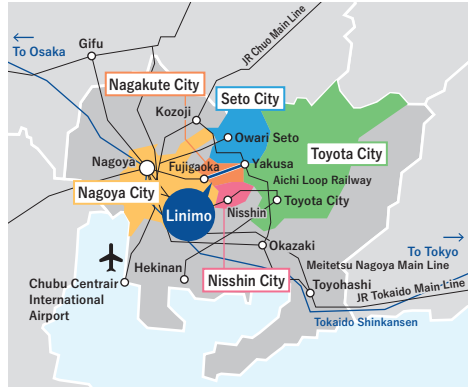 To Osaka
Gifu
JR Chuo Main Line
Nagakute City
Kozoji
Seto City
Owari Seto
Toyota City
Nagoya
Fujigaoka
Yakusa
Aichi Loop Railway
Nagoya City
Linimo
Nisshin
Toyota City
Okazaki
To Tokyo
Hekinan
Nisshin City
Meitetsu Nagoya Main Line
Chubu Centrair
International
Airport
Toyohashi
JR Tokaido Main Line
Tokaido Shinkansen